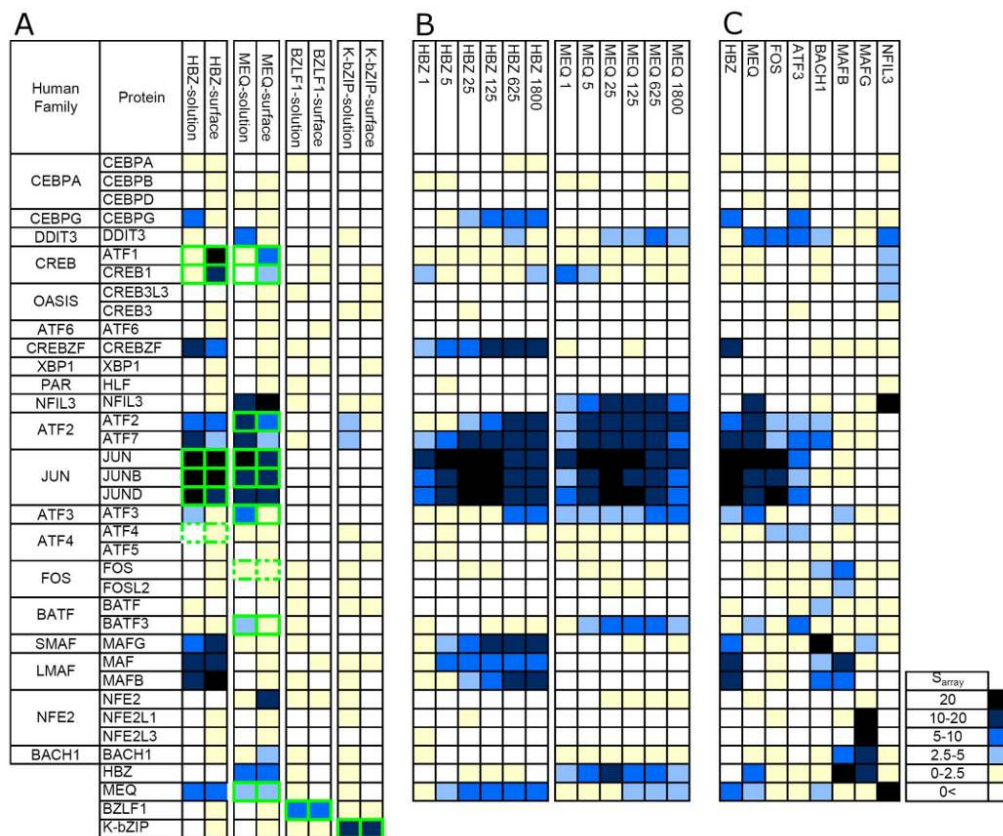 A
B
C
Human Family
Protein
HBZ-solution
HBZ-surface
MEQ-solution
MEQ-surface
BZLF1-solution
BZLF1-surface
K-bZIP-solution
K-bZIP-surface
HBZ 1
HBZ 5
HBZ 25
HBZ 125
HBZ 625
HBZ 1800
MEQ 1
MEQ 5
MEQ 25
MEQ 125
MEQ 625
MEQ 1800
HBZ
MEQ
FOS
ATF3
BACH1
MAFB
MAFG
NFIL3
CEBPA
CEBPA
CEBPB
CEBPD
CEBPG
CEBPG
DDIT3
DDIT3
CREB
ATF1
CREB1
OASIS
CREB3L3
CREB3
ATF6
ATF6
CREBZF
CREBZF
XBP1
XBP1
PAR
HLF
NFIL3
NFIL3
ATF2
ATF2
ATF7
JUN
JUN
JUNB
JUND
ATF3
ATF3
ATF4
ATF4
ATF5
FOS
FOS
FOSL2
BATF
BATF
BATF3
SMAF
MAFG
LMAF
MAF
MAFB
NFE2
NFE2
NFE2L1
NFE2L3
BACH1
BACH1
HBZ
MEQ
BZLF1
K-bZIP
Sarray
20
10-20
5-10
2.5-5
0-2.5
0<